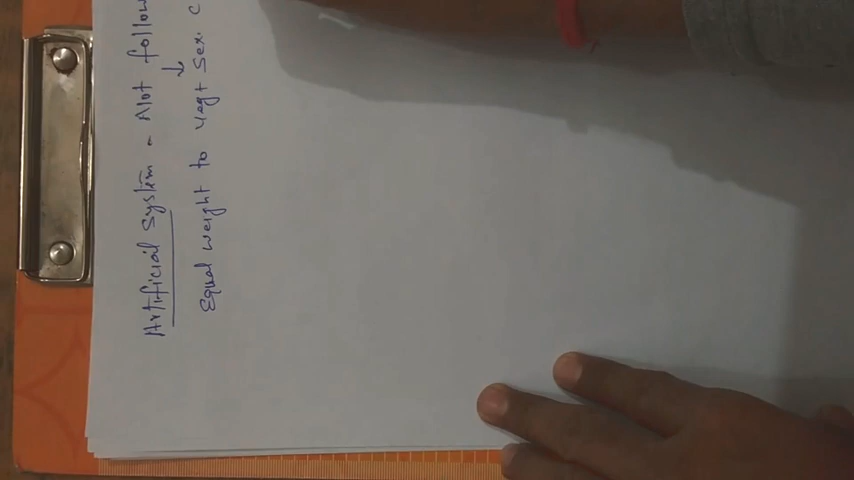 Artificial System - Alot follow
Equal weight to Vegt Sex. c